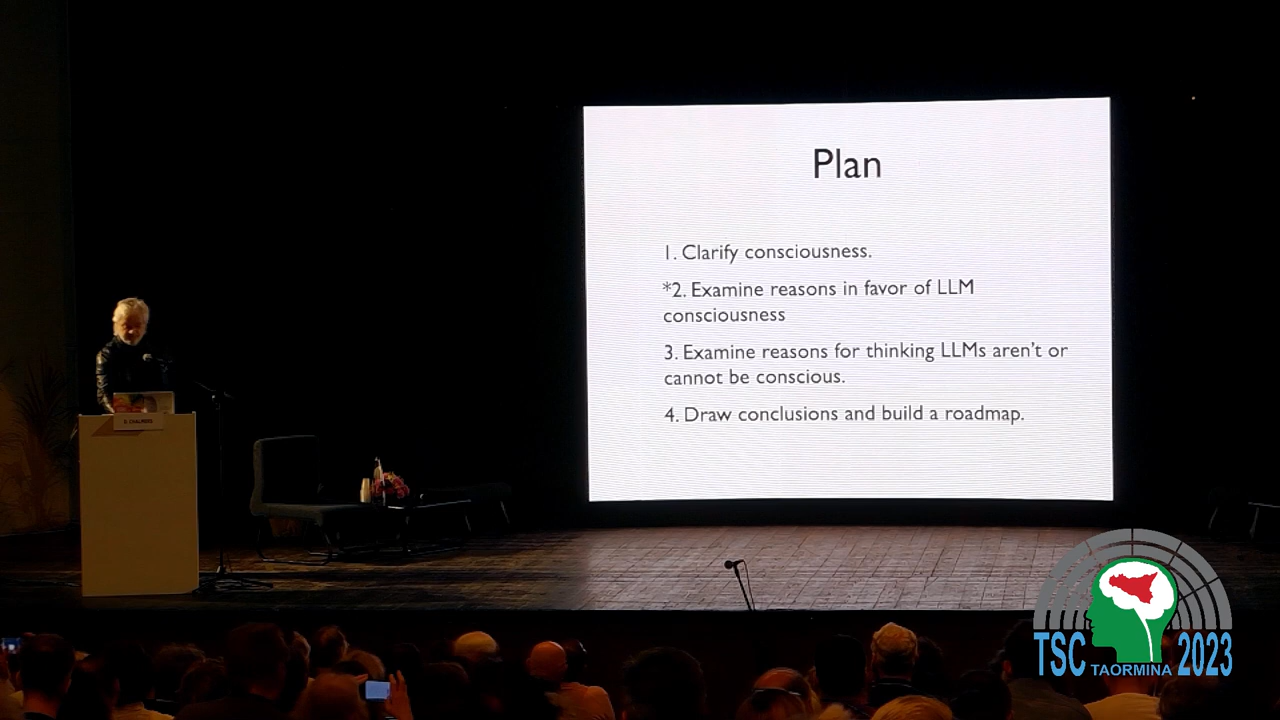 Plan
1. Clarify consciousness.
*2. Examine reasons in favor of LLM
consciousness
3. Examine reasons for thinking LLMs aren't or
cannot be conscious.
4. Draw conclusions and build a roadmap.
D. CHALMERS
TSC TAORMINA 2023